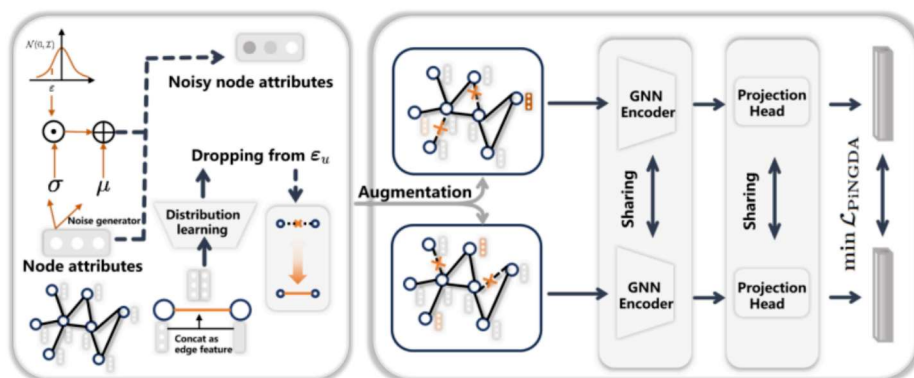 𝒩(0, ℐ)
ε
σ
μ
Noise generator
Node attributes
Noisy node attributes
Dropping from ε_u
Distribution
learning
Concat as
edge feature
Augmentation
GNN
Encoder
Projection
Head
Sharing
Sharing
GNN
Encoder
Projection
Head
min ℒ_PiNGDA